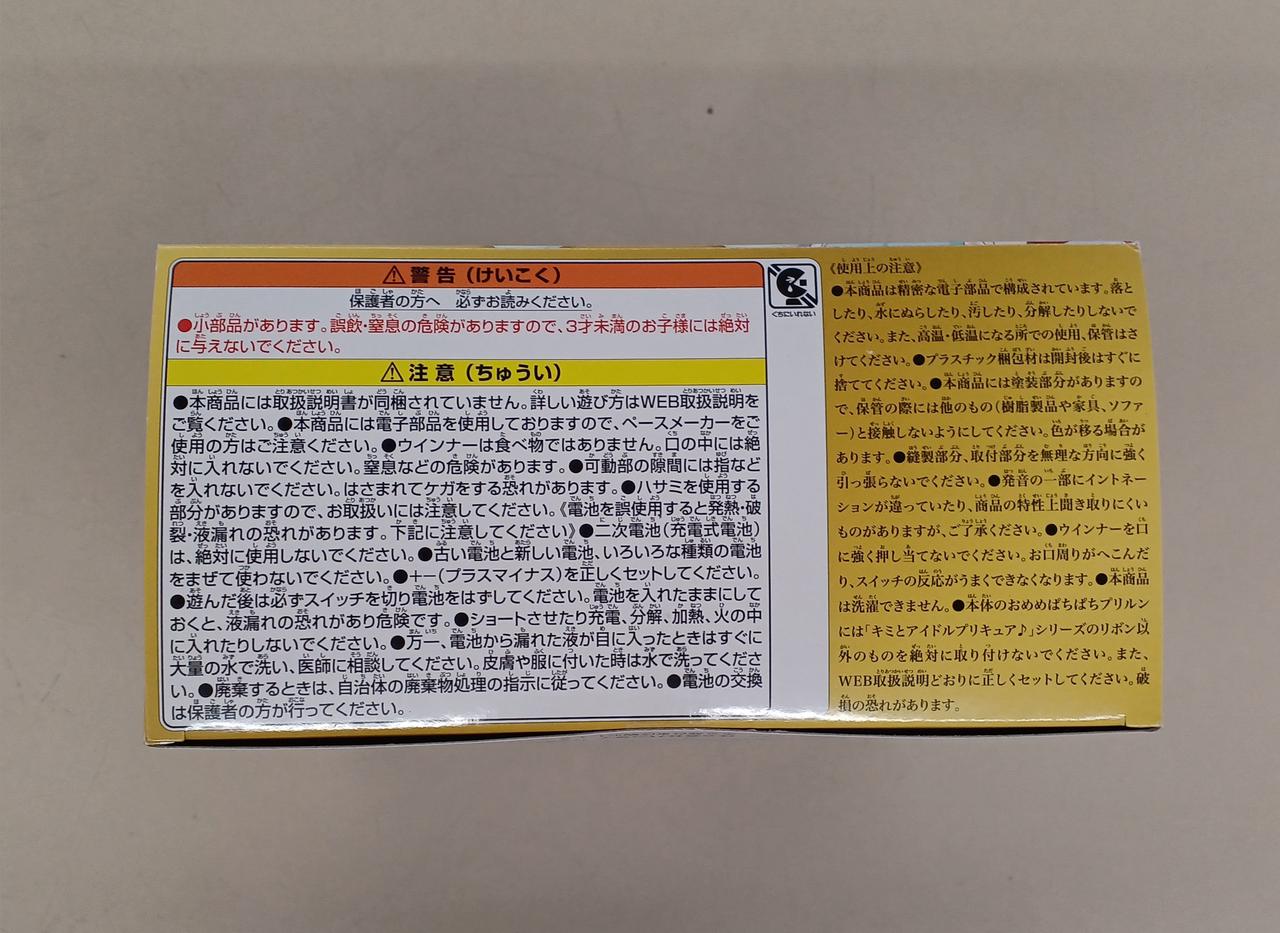 ⚠警告（けいこく）
保護者の方へ　必ずお読みください。
●小部品があります。誤飲・窒息の危険がありますので、3才未満のお子様には絶対
に与えないでください。
⚠注意（ちゅうい）
●本商品には取扱説明書が同梱されていません。詳しい遊び方はWEB取扱説明を
ご覧ください。●本商品には電子部品を使用しておりますので、ペースメーカーをご
使用の方はご注意ください。●ウインナーは食べ物ではありません。口の中には絶
対に入れないでください。窒息などの危険があります。●可動部の隙間には指など
を入れないでください。はさまれてケガをする恐れがあります。●ハサミを使用する
部分がありますので、お取扱いには注意してください。《電池を誤使用すると発熱・破
裂・液漏れの恐れがあります。下記に注意してください》●二次電池（充電式電池）
は、絶対に使用しないでください。●古い電池と新しい電池、いろいろな種類の電池
をまぜて使わないでください。●＋－（プラスマイナス）を正しくセットしてください。
●遊んだ後は必ずスイッチを切り電池をはずしてください。電池を入れたままにして
おくと、液漏れの恐れがあり危険です。●ショートさせたり充電、分解、加熱、火の中
に入れたりしないでください。●万一、電池から漏れた液が目に入ったときはすぐに
大量の水で洗い、医師に相談してください。皮膚や服に付いた時は水で洗ってくださ
い。●廃棄するときは、自治体の廃棄物処理の指示に従ってください。●電池の交換
は保護者の方が行ってください。
くちにいれない
《使用上の注意》
●本商品は精密な電子部品で構成されています。落と
したり、水にぬらしたり、汚したり、分解したりしないで
ください。また、高温・低温になる所での使用、保管はさ
けてください。●プラスチック梱包材は開封後はすぐに
捨ててください。●本商品には塗装部分がありますの
で、保管の際には他のもの（樹脂製品や家具、ソファ
ー）と接触しないようにしてください。色が移る場合が
あります。●縫製部分、取付部分を無理な方向に強く
引っ張らないでください。●発音の一部にイントネー
ションが違っていたり、商品の特性上聞き取りにくい
ものがありますが、ご了承ください。●ウインナーを口
に強く押し当てないでください。お口周りがへこんだ
り、スイッチの反応がうまくできなくなります。●本商品
は洗濯できません。●本体のおめめぱちぱちプリルン
には「キミとアイドルプリキュア♪」シリーズのリボン以
外のものを絶対に取り付けないでください。また、
WEB取扱説明どおりに正しくセットしてください。破
損の恐れがあります。